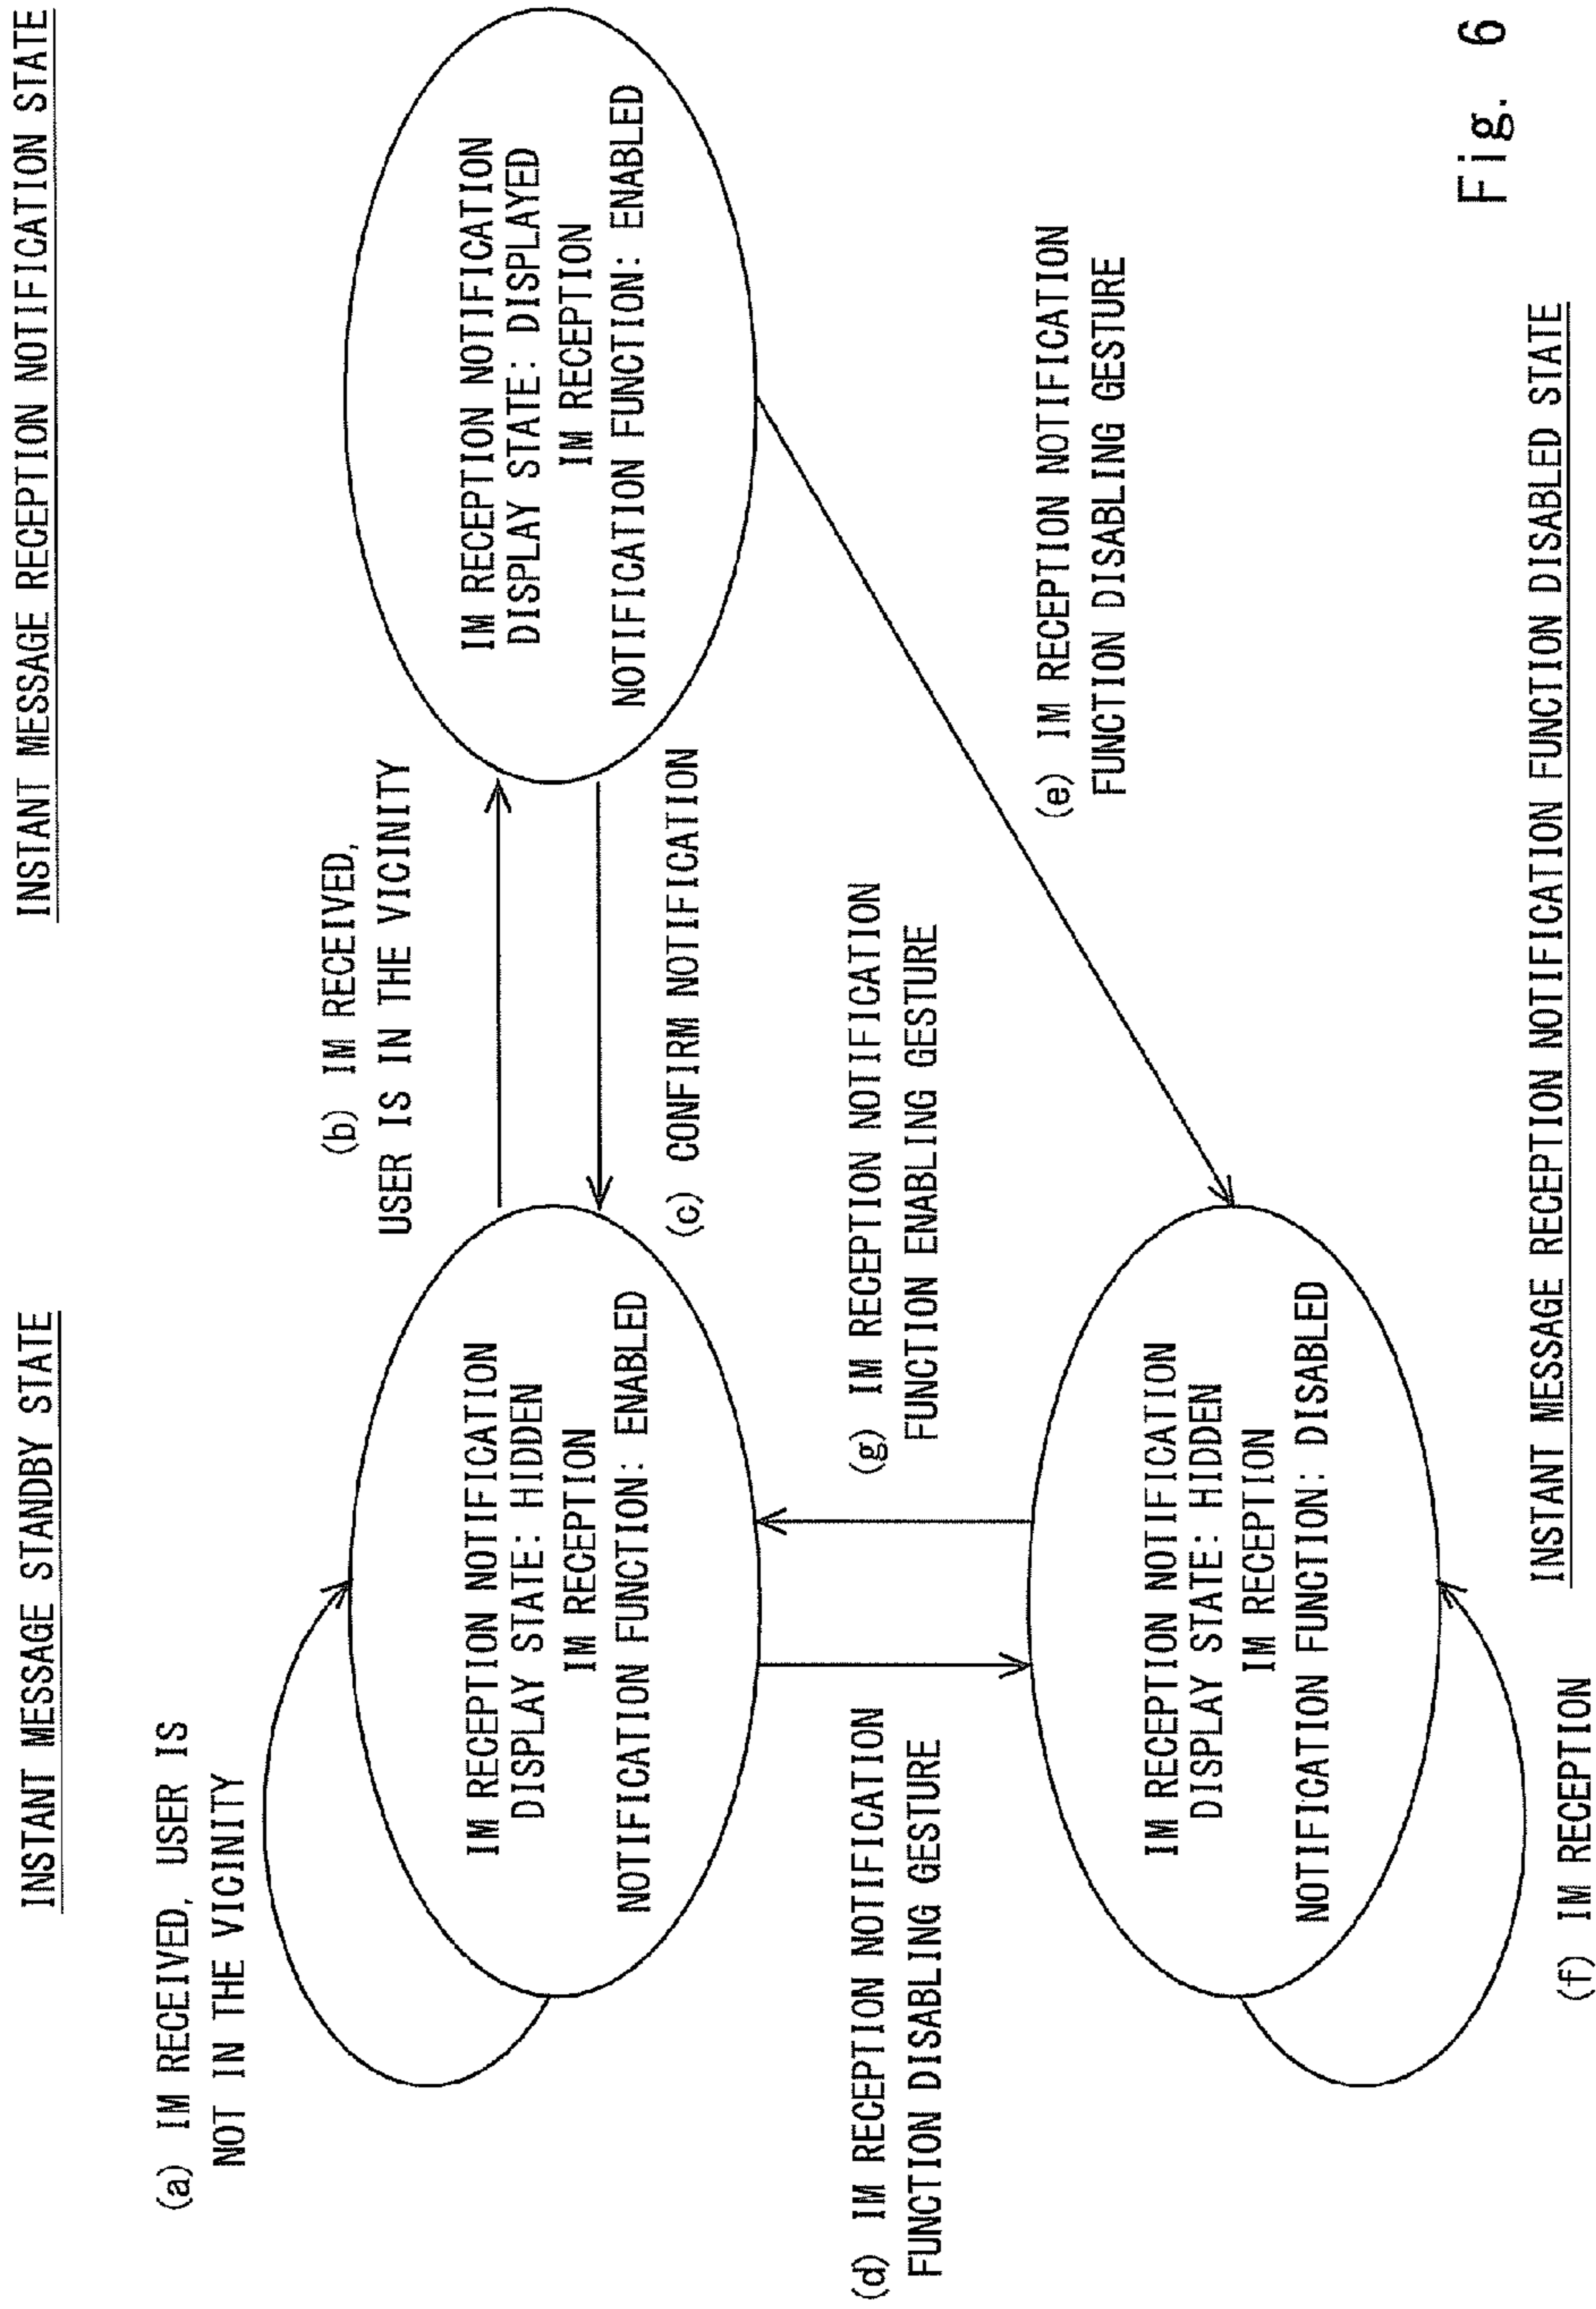 INSTANT MESSAGE STANDBY STATE
INSTANT MESSAGE RECEPTION NOTIFICATION STATE
(a) IM RECEIVED, USER IS
NOT IN THE VICINITY
(b) IM RECEIVED,
USER IS IN THE VICINITY
IM RECEPTION NOTIFICATION
DISPLAY STATE: HIDDEN
IM RECEPTION
NOTIFICATION FUNCTION: ENABLED
IM RECEPTION NOTIFICATION
DISPLAY STATE: DISPLAYED
IM RECEPTION
NOTIFICATION FUNCTION: ENABLED
(c) CONFIRM NOTIFICATION
(d) IM RECEPTION NOTIFICATION
FUNCTION DISABLING GESTURE
(g) IM RECEPTION NOTIFICATION
FUNCTION ENABLING GESTURE
(e) IM RECEPTION NOTIFICATION
FUNCTION DISABLING GESTURE
IM RECEPTION NOTIFICATION
DISPLAY STATE: HIDDEN
IM RECEPTION
NOTIFICATION FUNCTION: DISABLED
INSTANT MESSAGE RECEPTION NOTIFICATION FUNCTION DISABLED STATE
(f) IM RECEPTION
Fig. 6